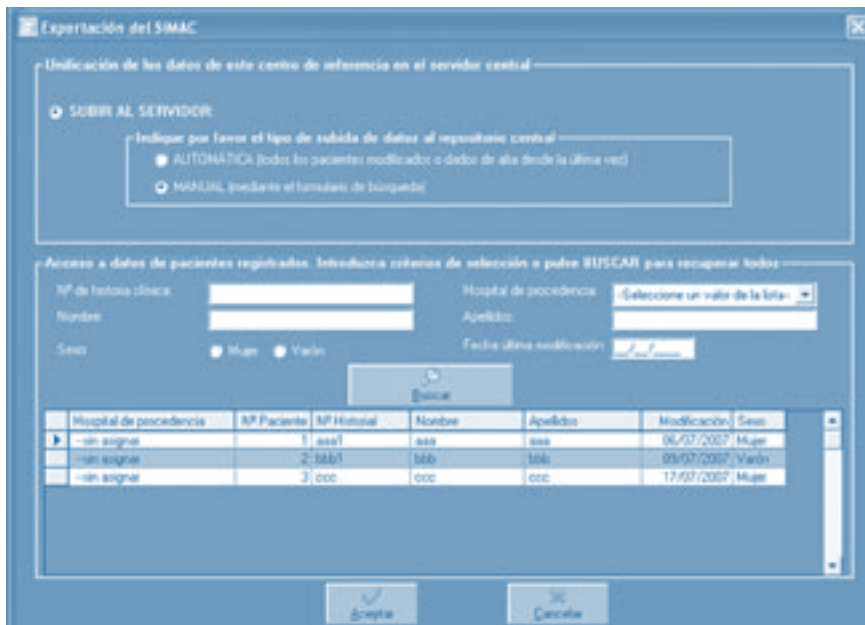 Exportación del SIMAC
Unificación de los datos de este centro de referencia en el servidor central
SUBIR AL SERVIDOR:
Indique por favor el tipo de subida de datos al repositorio central
AUTOMÁTICA (todos los pacientes modificados o dados de alta desde la última vez)
MANUAL (mediante el formulario de búsqueda)
Acceso a datos de pacientes registrados. Introduzca criterios de selección o pulse BUSCAR para recuperar todos
Nº de historia clínica: Hospital de procedencia: -Seleccione un valor de la lista-
Nombre: Apellidos:
Sexo: Mujer Varón Fecha última modificación: __/__/____
Buscar
Hospital de procedencia Nº Paciente Nº Historial Nombre Apellidos Modificación Sexo
--sin asignar 1 aaa1 aaa aaa 06/07/2007 Mujer
--sin asignar 2 bbb1 bbb bbb 09/07/2007 Varón
--sin asignar 3 ccc ccc ccc 17/07/2007 Mujer
Aceptar Cancelar